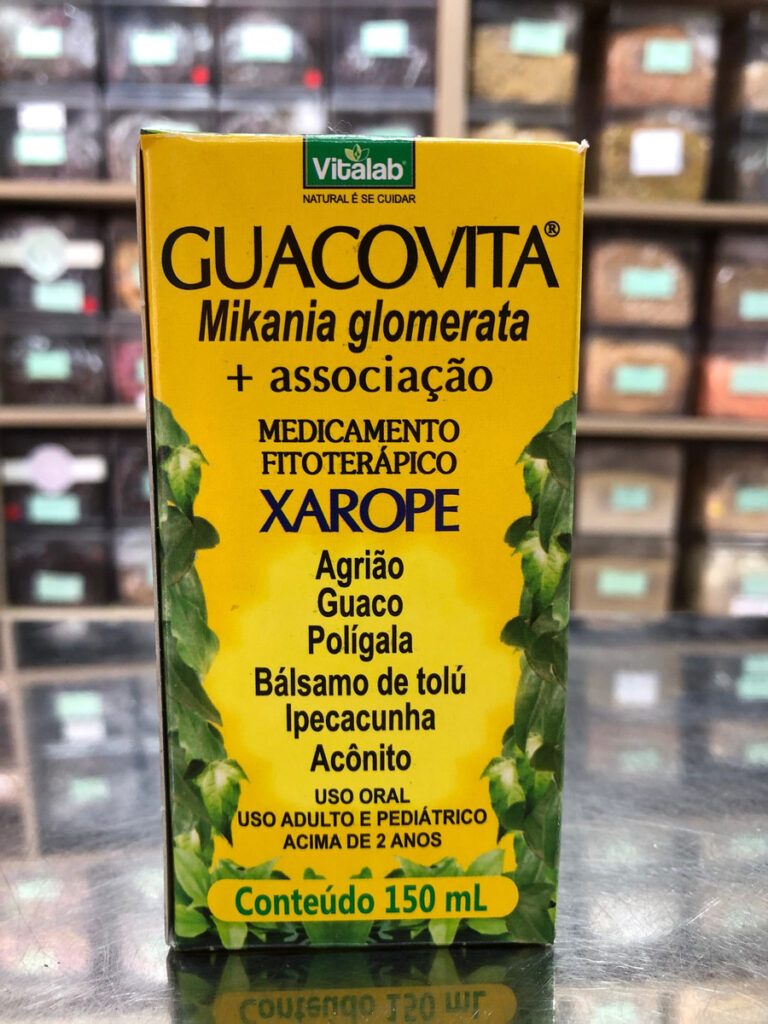 Vitalab®
NATURAL É SE CUIDAR
GUACOVITA®
Mikania glomerata
+ associação
MEDICAMENTO
FITOTERÁPICO
XAROPE
Agrião
Guaco
Polígala
Bálsamo de tolú
Ipecacunha
Acônito
USO ORAL
USO ADULTO E PEDIÁTRICO
ACIMA DE 2 ANOS
Conteúdo 150 mL